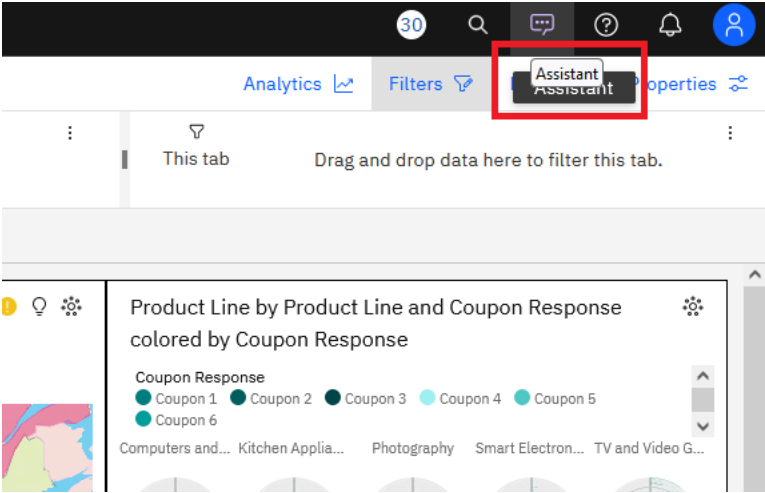 30
Analytics
Filters
Assistant
Assistant
operties
This tab
Drag and drop data here to filter this tab.
Product Line by Product Line and Coupon Response
colored by Coupon Response
Coupon Response
Coupon 1 Coupon 2 Coupon 3 Coupon 4 Coupon 5
Coupon 6
Computers and... Kitchen Applia... Photography Smart Electron... TV and Video G...